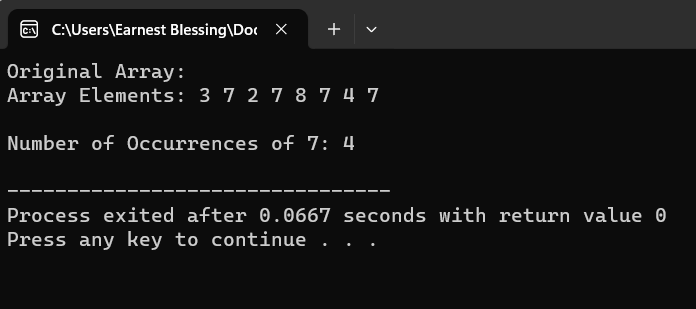 C:\Users\Earnest Blessing\Doc
Original Array:
Array Elements: 3 7 2 7 8 7 4 7
Number of Occurrences of 7: 4
--------------------------------
Process exited after 0.0667 seconds with return value 0
Press any key to continue . . .